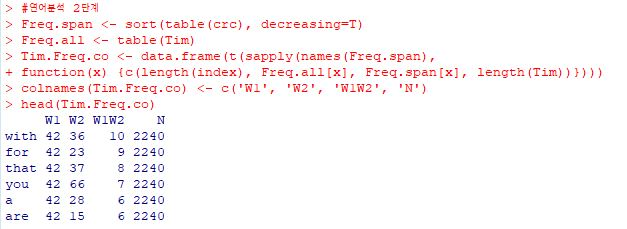 > #연어분석 2단계
> Freq.span <- sort(table(crc), decreasing=T)
> Freq.all <- table(Tim)
> Tim.Freq.co <- data.frame(t(sapply(names(Freq.span),
+ function(x) {c(length(index), Freq.all[x], Freq.span[x], length(Tim))})))
> colnames(Tim.Freq.co) <- c('W1', 'W2', 'W1W2', 'N')
> head(Tim.Freq.co)
W1 W2 W1W2 N
with 42 36 10 2240
for 42 23 9 2240
that 42 37 8 2240
you 42 66 7 2240
a 42 28 6 2240
are 42 15 6 2240